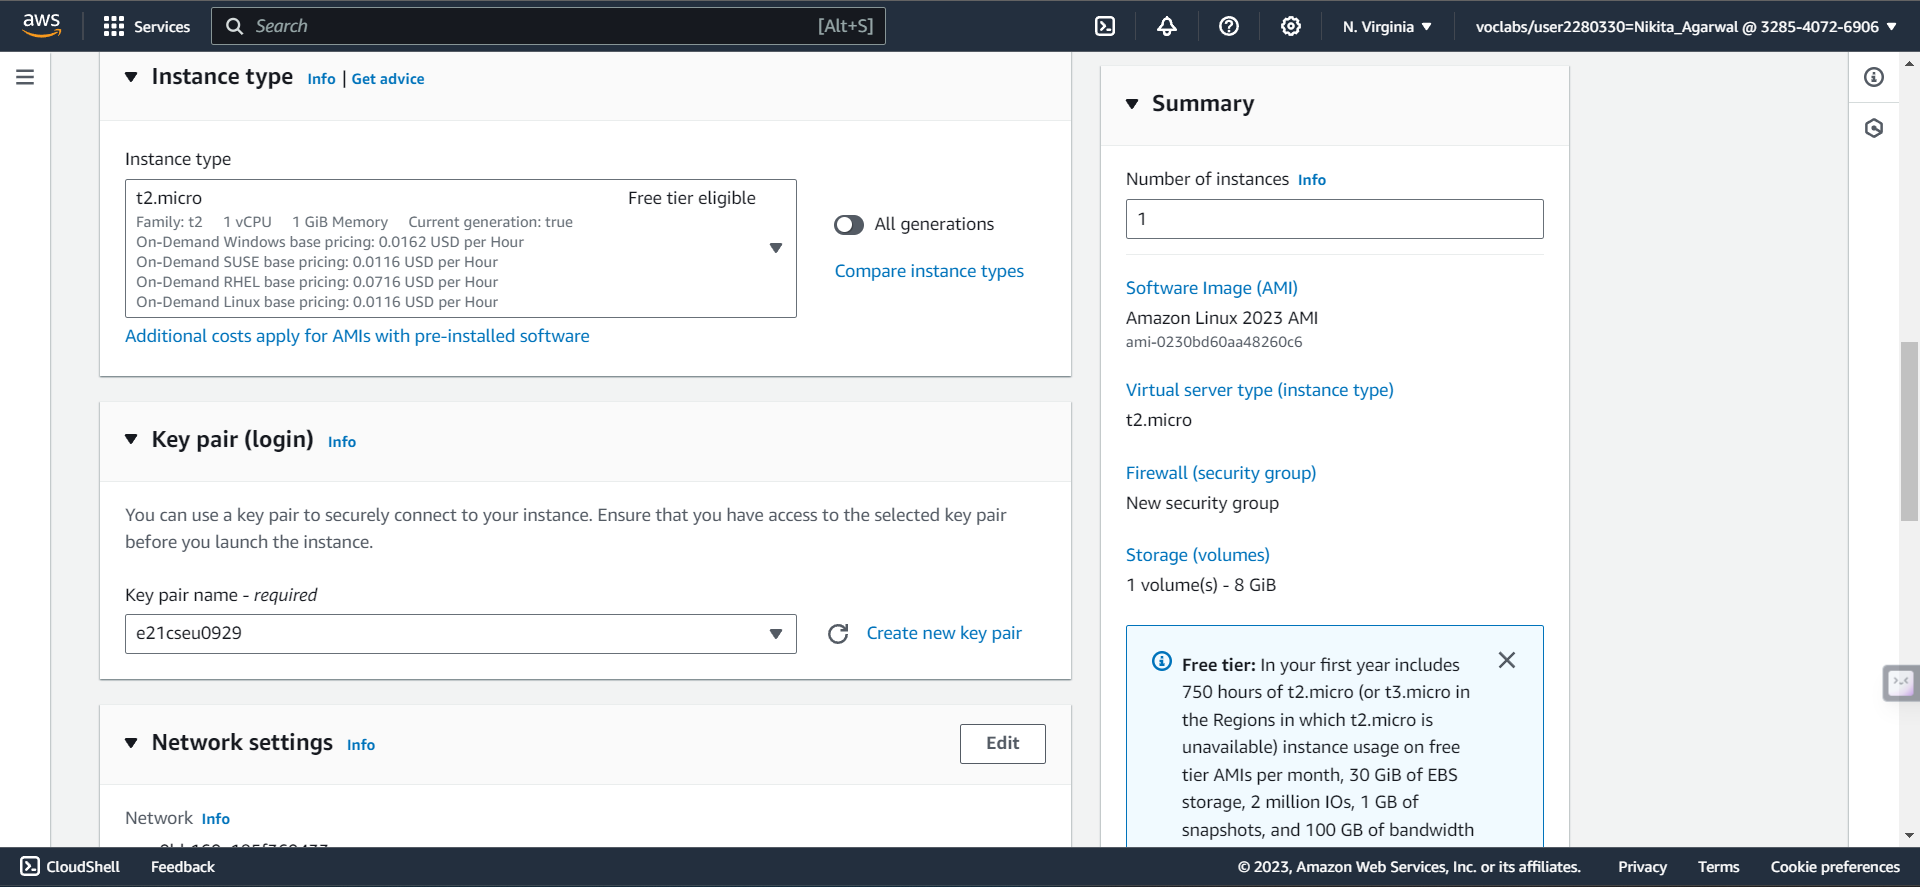 aws
Services
Search
[Alt+S]
N. Virginia
voclabs/user2280330=Nikita_Agarwal @ 3285-4072-6906
Instance type Info | Get advice
Instance type
t2.micro Free tier eligible
Family: t2 1 vCPU 1 GiB Memory Current generation: true
On-Demand Windows base pricing: 0.0162 USD per Hour
On-Demand SUSE base pricing: 0.0116 USD per Hour
On-Demand RHEL base pricing: 0.0716 USD per Hour
On-Demand Linux base pricing: 0.0116 USD per Hour
All generations
Compare instance types
Additional costs apply for AMIs with pre-installed software
Key pair (login) Info
You can use a key pair to securely connect to your instance. Ensure that you have access to the selected key pair
before you launch the instance.
Key pair name - required
e21cseu0929
Create new key pair
Network settings Info
Edit
Network Info
Summary
Number of instances Info
1
Software Image (AMI)
Amazon Linux 2023 AMI
ami-0230bd60aa48260c6
Virtual server type (instance type)
t2.micro
Firewall (security group)
New security group
Storage (volumes)
1 volume(s) - 8 GiB
Free tier: In your first year includes
750 hours of t2.micro (or t3.micro in
the Regions in which t2.micro is
unavailable) instance usage on free
tier AMIs per month, 30 GiB of EBS
storage, 2 million IOs, 1 GB of
snapshots, and 100 GB of bandwidth
CloudShell
Feedback
© 2023, Amazon Web Services, Inc. or its affiliates.
Privacy
Terms
Cookie preferences